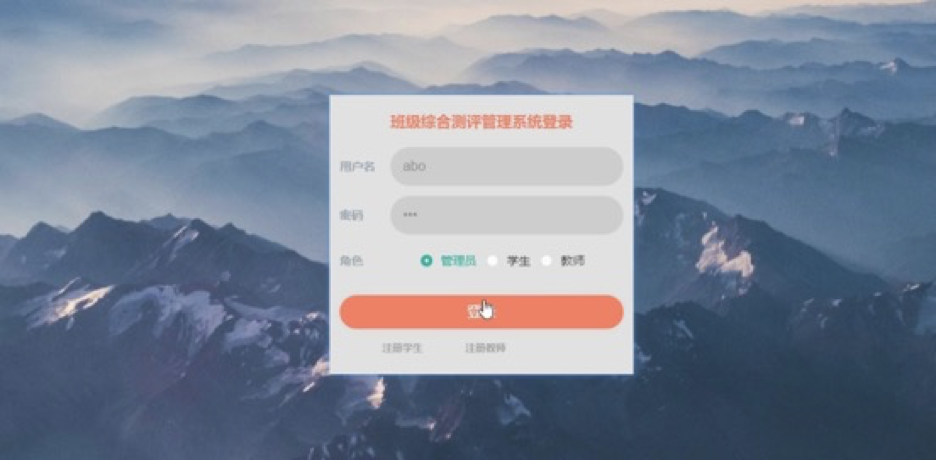 班级综合测评管理系统登录
用户名 abo
密码 •••
角色 管理员 学生 教师
登
注册学生 注册教师